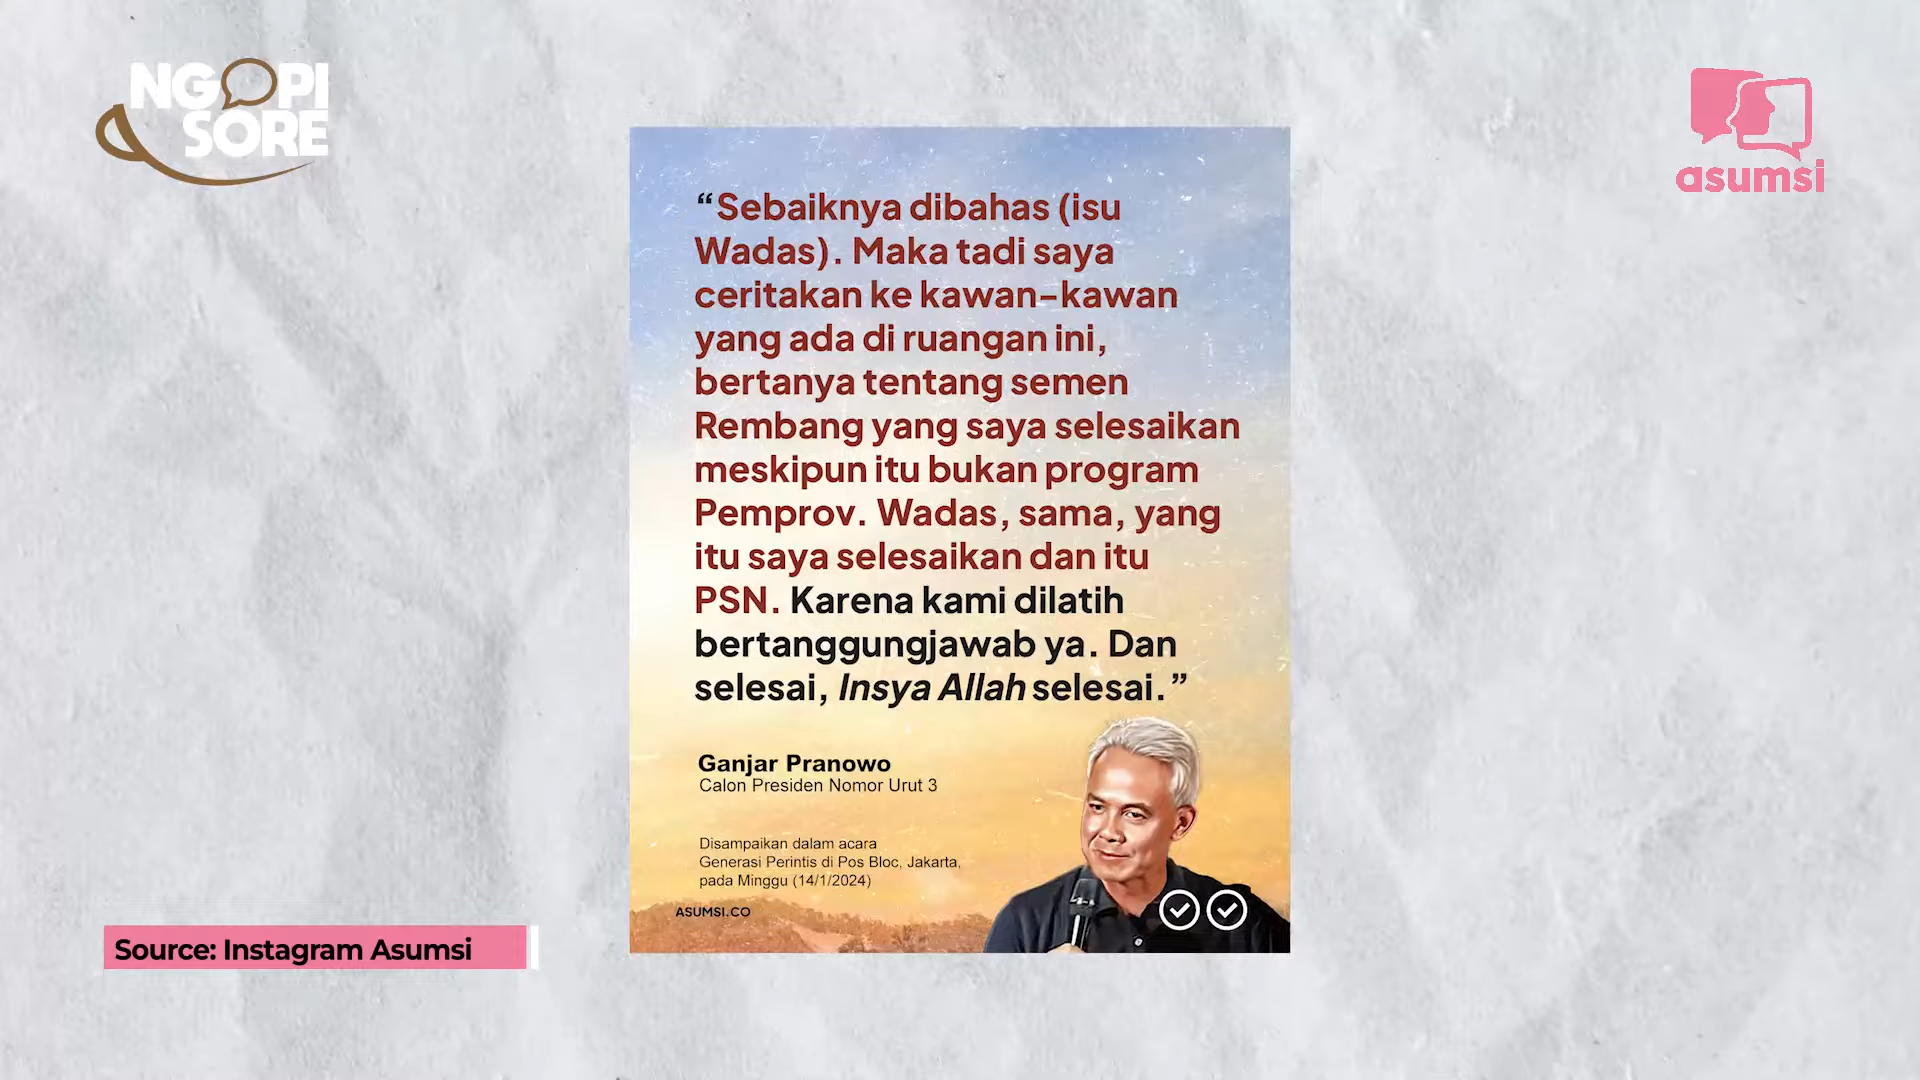 NGOPI
SORE
asumsi
“Sebaiknya dibahas (isu
Wadas). Maka tadi saya
ceritakan ke kawan-kawan
yang ada di ruangan ini,
bertanya tentang semen
Rembang yang saya selesaikan
meskipun itu bukan program
Pemprov. Wadas, sama, yang
itu saya selesaikan dan itu
PSN. Karena kami dilatih
bertanggungjawab ya. Dan
selesai, Insya Allah selesai.”
Ganjar Pranowo
Calon Presiden Nomor Urut 3
Disampaikan dalam acara
Generasi Perintis di Pos Bloc, Jakarta,
pada Minggu (14/1/2024)
ASUMSI.CO
Source: Instagram Asumsi